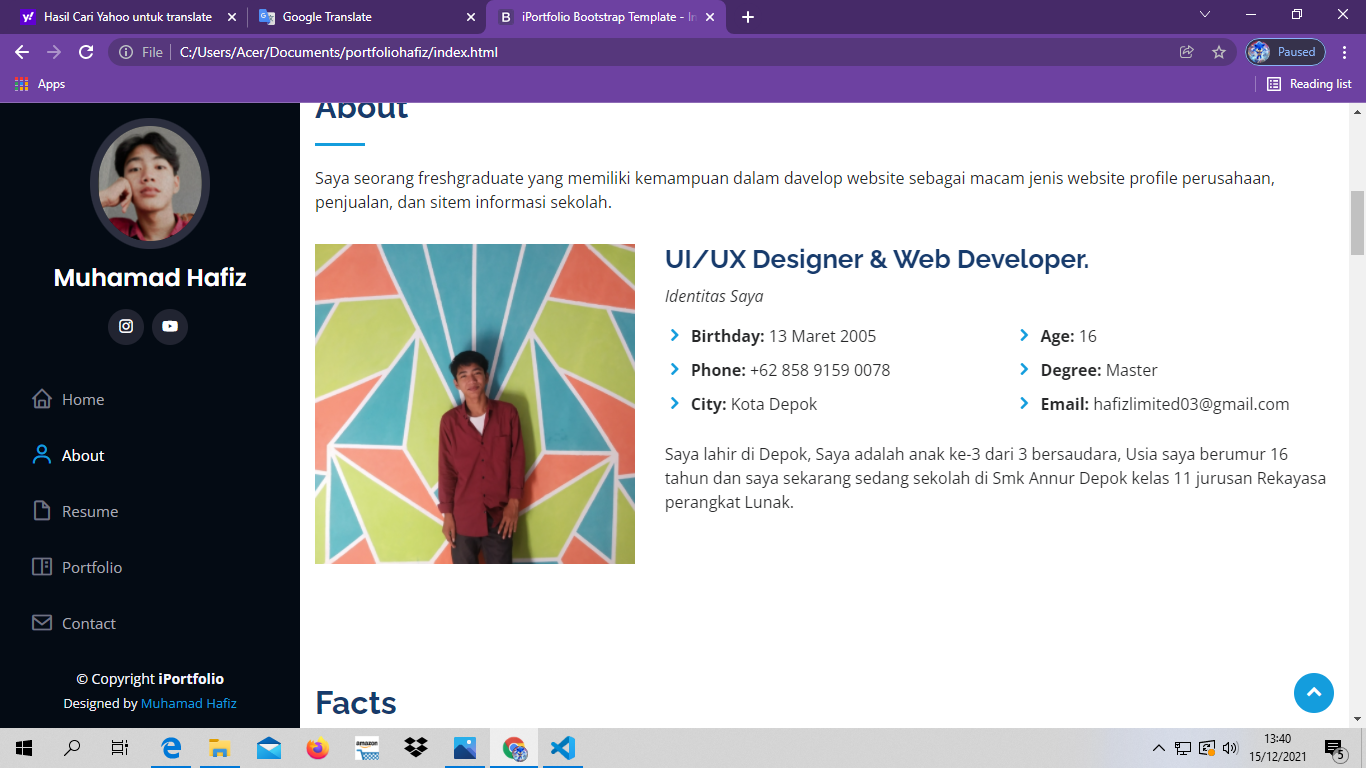 Hasil Cari Yahoo untuk translate
Google Translate
iPortfolio Bootstrap Template - In
File
C:/Users/Acer/Documents/portfoliohafiz/index.html
Paused
Apps
Reading list
Muhamad Hafiz
Home
About
Resume
Portfolio
Contact
© Copyright iPortfolio
Designed by Muhamad Hafiz
About
Saya seorang freshgraduate yang memiliki kemampuan dalam davelop website sebagai macam jenis website profile perusahaan,
penjualan, dan sitem informasi sekolah.
UI/UX Designer & Web Developer.
Identitas Saya
Birthday: 13 Maret 2005
Age: 16
Phone: +62 858 9159 0078
Degree: Master
City: Kota Depok
Email: hafizlimited03@gmail.com
Saya lahir di Depok, Saya adalah anak ke-3 dari 3 bersaudara, Usia saya berumur 16
tahun dan saya sekarang sedang sekolah di Smk Annur Depok kelas 11 jurusan Rekayasa
perangkat Lunak.
Facts
amazon
13:40
15/12/2021
5